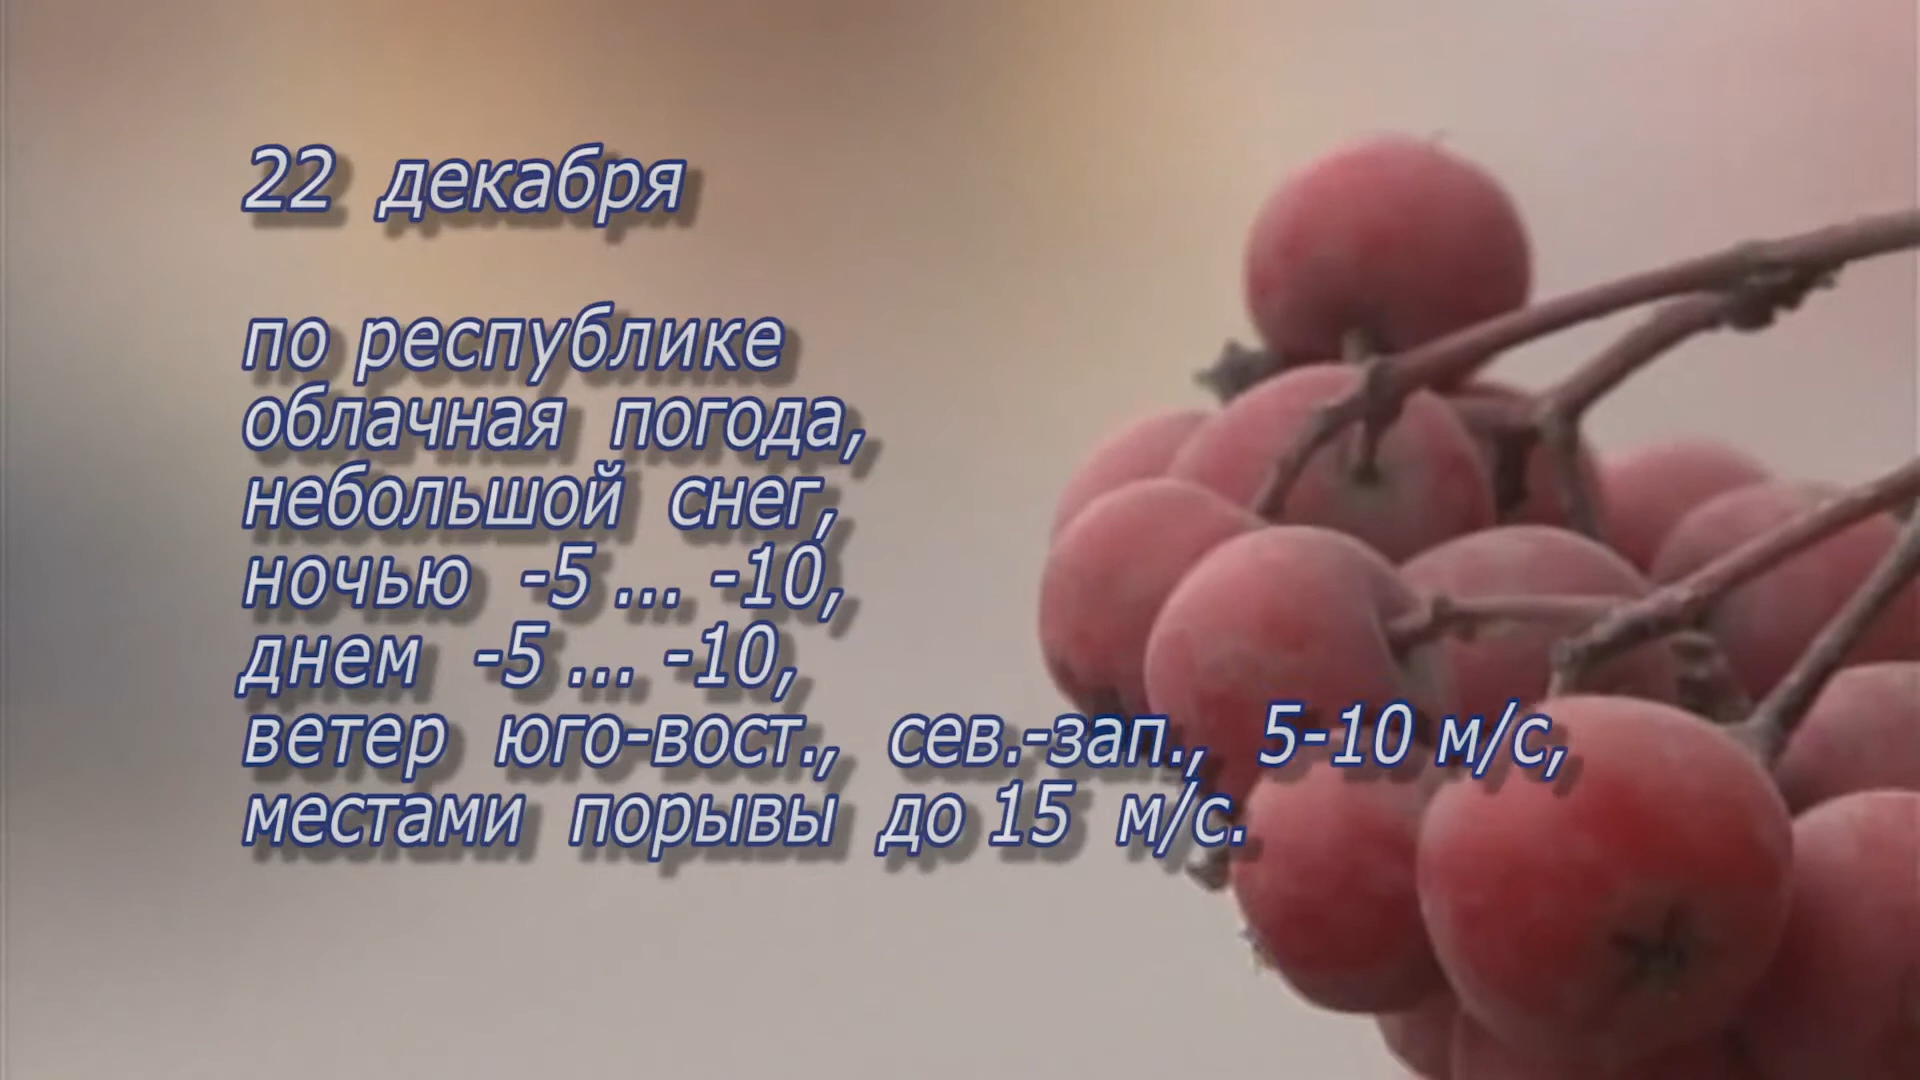 22 декабря
по республике
облачная погода,
небольшой снег,
ночью -5 ... -10,
днем -5 ... -10,
ветер юго-вост., сев.-зап., 5-10 м/с,
местами порывы до 15 м/с.